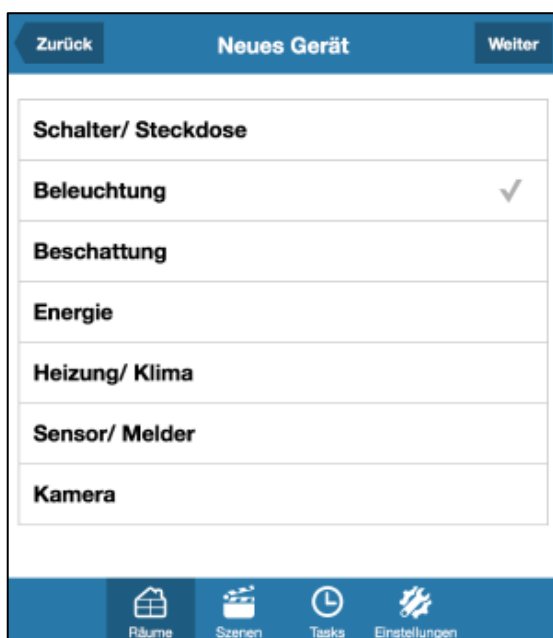 Zurück Neues Gerät Weiter
Schalter/ Steckdose
Beleuchtung
Beschattung
Energie
Heizung/ Klima
Sensor/ Melder
Kamera
Räume Szenen Tasks Einstellungen